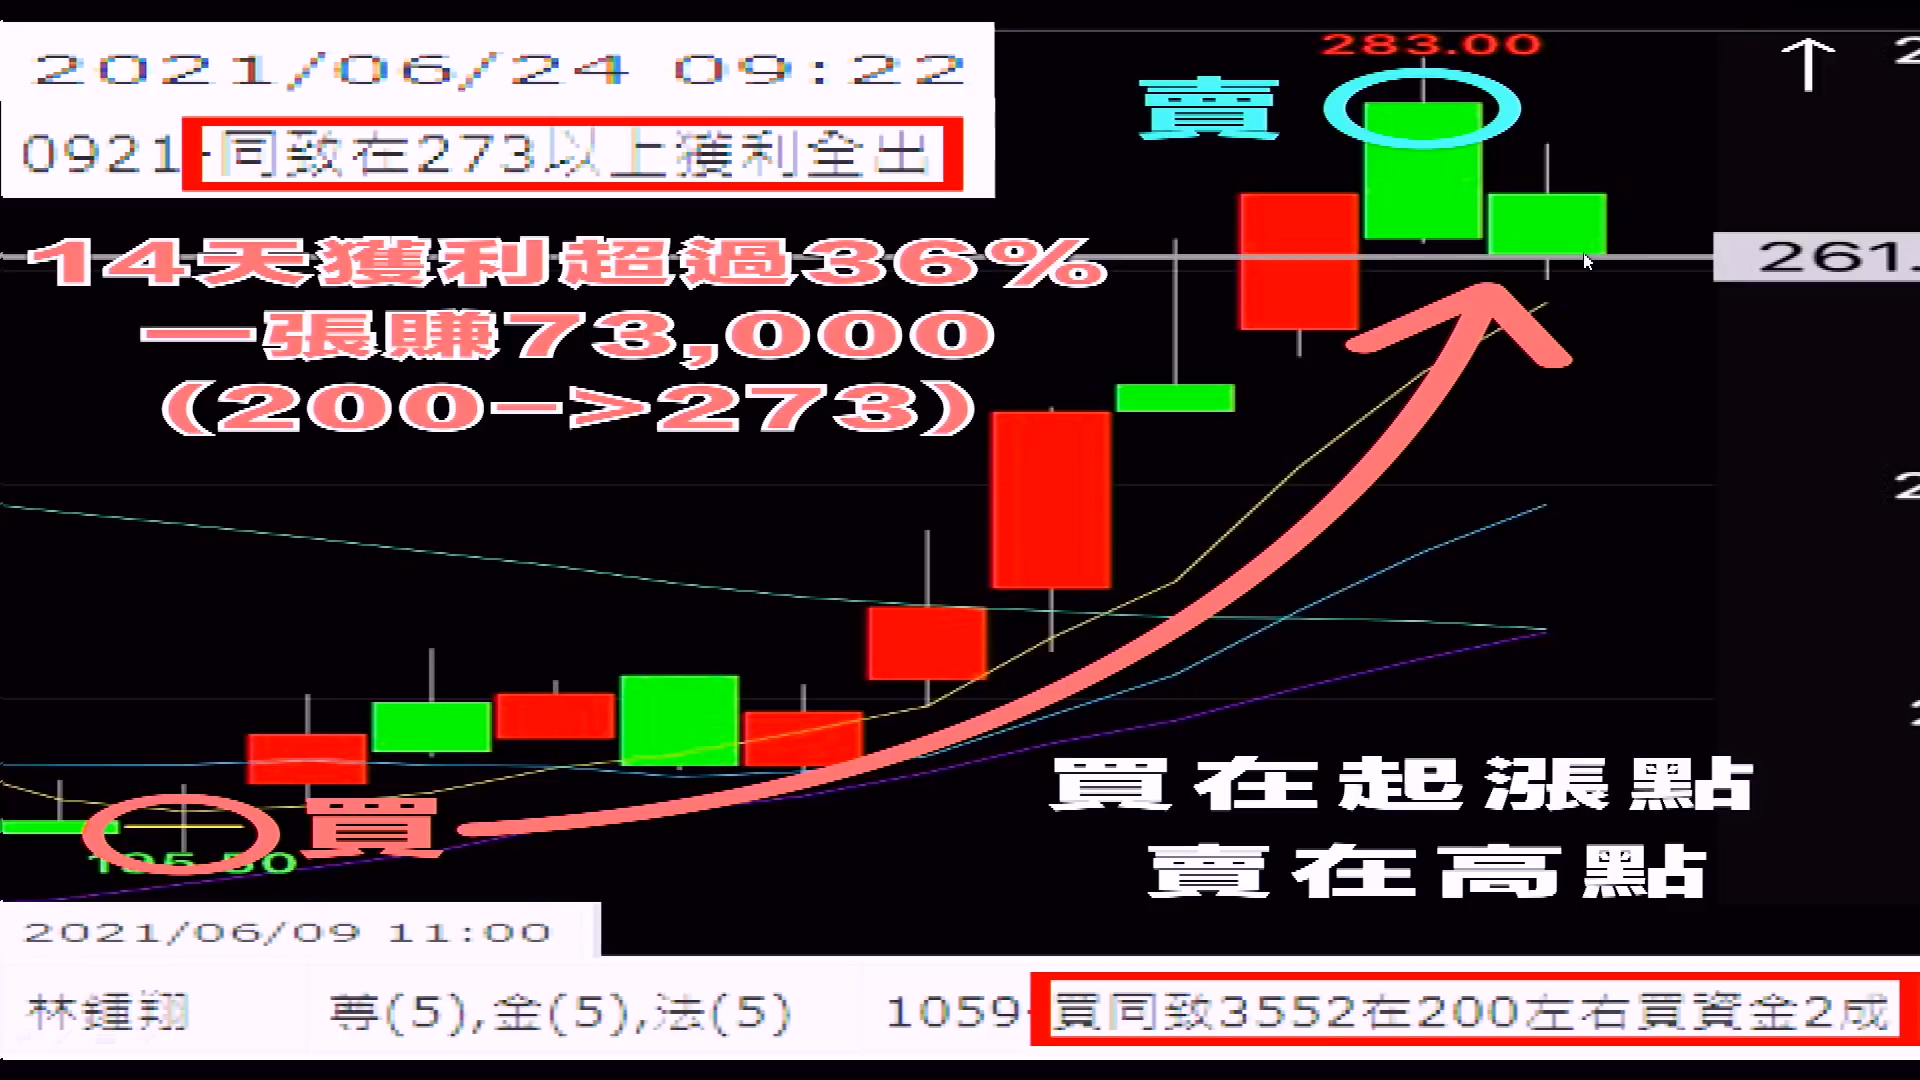 2021/06/24 09:22
0921-同致在273以上獲利全出
283.00
賣
261.
14天獲利超過36%
一張賺73,000
(200->273)
買
買在起漲點
賣在高點
2021/06/09 11:00
林鍾翔 尊(5),金(5),法(5) 1059-買同致3552在200左右買資金2成